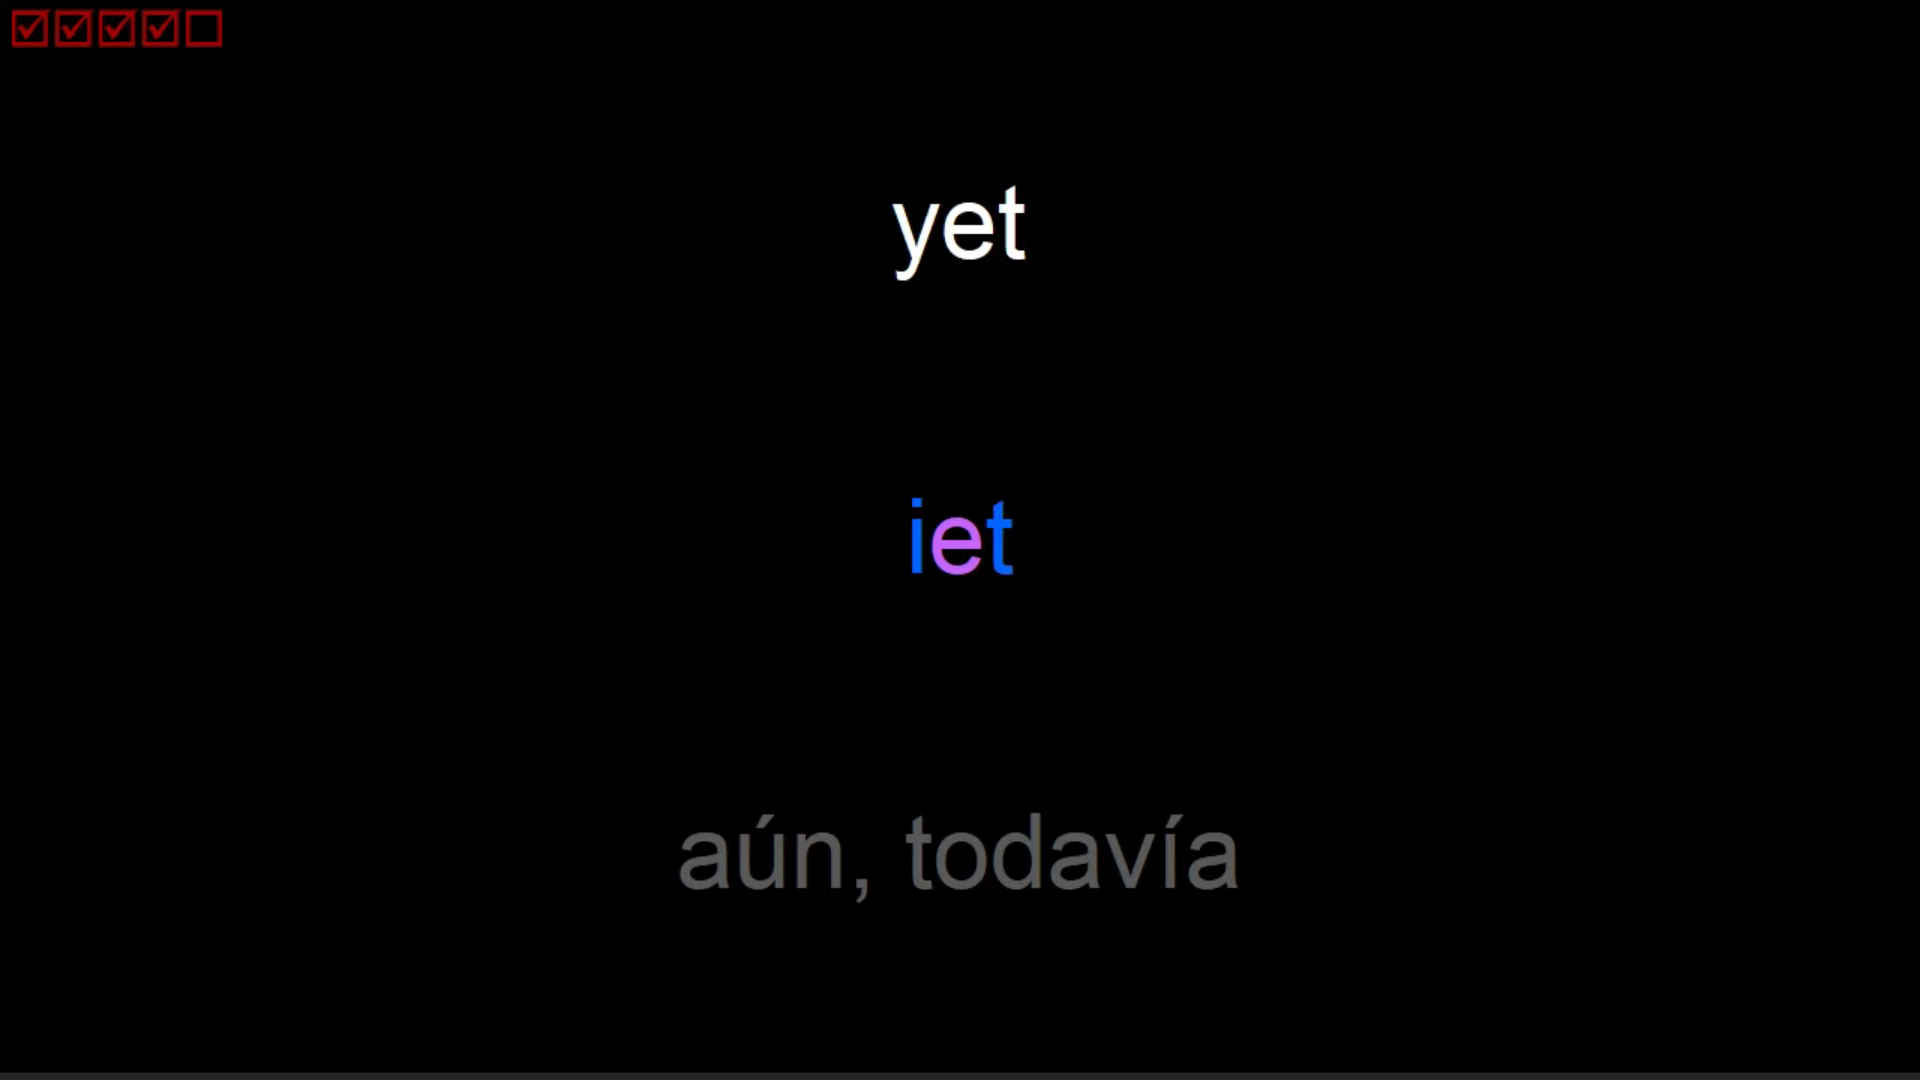 ☑☑☑☑☐
yet
iet
aún, todavía